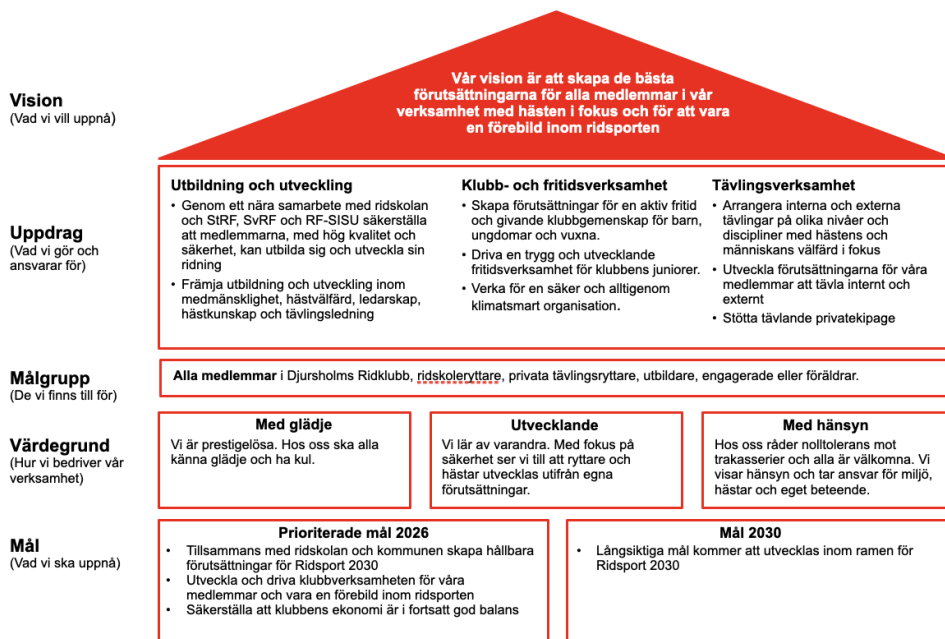 Vår vision är att skapa de bästa
förutsättningarna för alla medlemmar i vår
verksamhet med hästen i fokus och för att vara
en förebild inom ridsporten
Vision
(Vad vi vill uppnå)
Uppdrag
(Vad vi gör och
ansvarar för)
Utbildning och utveckling
• Genom ett nära samarbete med ridskolan
och StRF, SvRF och RF-SISU säkerställa
att medlemmarna, med hög kvalitet och
säkerhet, kan utbilda sig och utveckla sin
ridning
• Främja utbildning och utveckling inom
medmänsklighet, hästvälfärd, ledarskap,
hästkunskap och tävlingsledning
Klubb- och fritidsverksamhet
• Skapa förutsättningar för en aktiv fritid
och givande klubbgemenskap för barn,
ungdomar och vuxna.
• Driva en trygg och utvecklande
fritidsverksamhet för klubbens juniorer.
• Verka för en säker och alltigenom
klimatsmart organisation.
Tävlingsverksamhet
• Arrangera interna och externa
tävlingar på olika nivåer och
discipliner med hästens och
människans välfärd i fokus
• Utveckla förutsättningarna för våra
medlemmar att tävla internt och
externt
• Stötta tävlande privatekipage
Målgrupp
(De vi finns till för)
Alla medlemmar i Djursholms Ridklubb, ridskoleryttare, privata tävlingsryttare, utbildare, engagerade eller föräldrar.
Värdegrund
(Hur vi bedriver vår
verksamhet)
Med glädje
Vi är prestigelösa. Hos oss ska alla
känna glädje och ha kul.
Utvecklande
Vi lär av varandra. Med fokus på
säkerhet ser vi till att ryttare och
hästar utvecklas utifrån egna
förutsättningar.
Med hänsyn
Hos oss råder nolltolerans mot
trakasserier och alla är välkomna. Vi
visar hänsyn och tar ansvar för miljö,
hästar och eget beteende.
Mål
(Vad vi ska uppnå)
Prioriterade mål 2026
• Tillsammans med ridskolan och kommunen skapa hållbara
förutsättningar för Ridsport 2030
• Utveckla och driva klubbverksamheten för våra
medlemmar och vara en förebild inom ridsporten
• Säkerställa att klubbens ekonomi är i fortsatt god balans
Mål 2030
• Långsiktiga mål kommer att utvecklas inom ramen för
Ridsport 2030